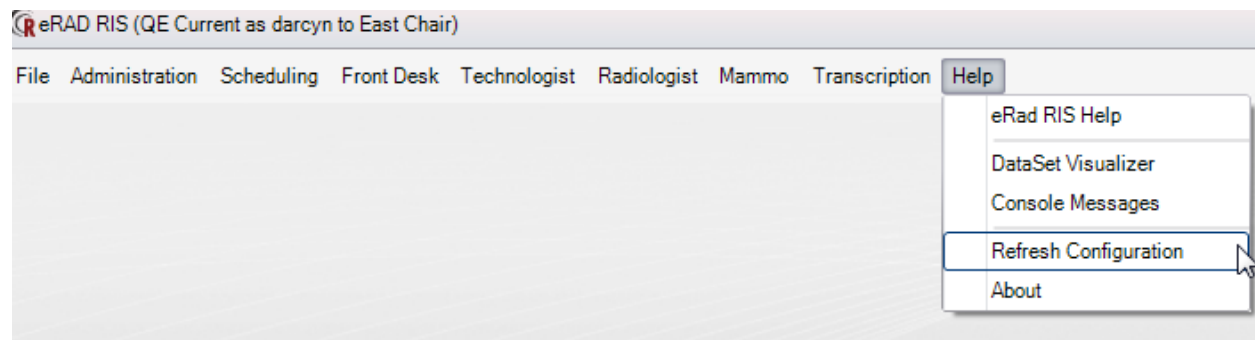 eRAD RIS (QE Current as darcyn to East Chair)
File Administration Scheduling Front Desk Technologist Radiologist Mammo Transcription Help
eRad RIS Help
DataSet Visualizer
Console Messages
Refresh Configuration
About